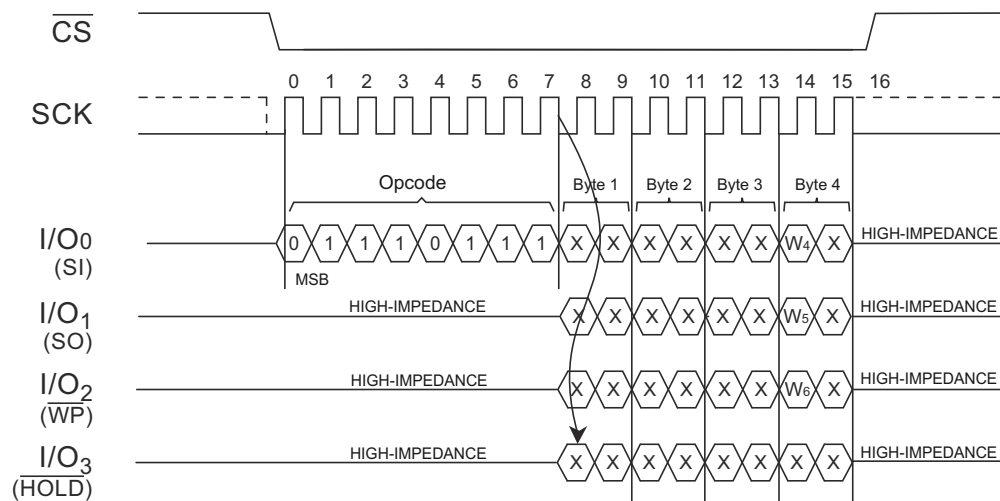 CS
0 1 2 3 4 5 6 7 8 9 10 11 12 13 14 15 16
SCK
Opcode Byte 1 Byte 2 Byte 3 Byte 4
I/O0 0 1 1 1 0 1 1 1 X X X X X X W4 X HIGH-IMPEDANCE
(SI)
MSB
I/O1 HIGH-IMPEDANCE X X X X X X W5 X HIGH-IMPEDANCE
(SO)
I/O2 HIGH-IMPEDANCE X X X X X X W6 X HIGH-IMPEDANCE
(WP)
I/O3 HIGH-IMPEDANCE X X X X X X X X HIGH-IMPEDANCE
(HOLD)